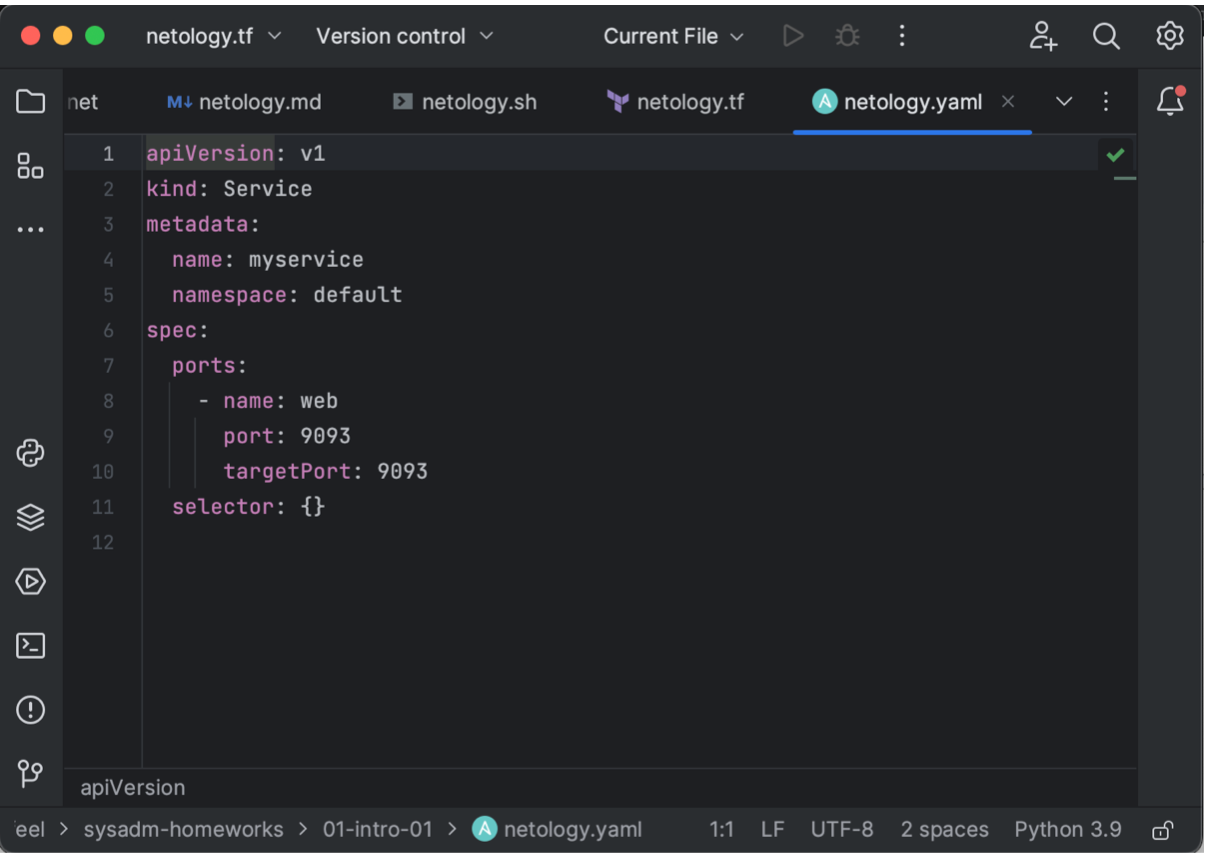 netology.tf Version control Current File
net M↓ netology.md netology.sh netology.tf A netology.yaml
1 apiVersion: v1
2 kind: Service
3 metadata:
4   name: myservice
5   namespace: default
6 spec:
7   ports:
8     - name: web
9       port: 9093
10       targetPort: 9093
11   selector: {}
12
apiVersion
eel > sysadm-homeworks > 01-intro-01 > A netology.yaml 1:1 LF UTF-8 2 spaces Python 3.9